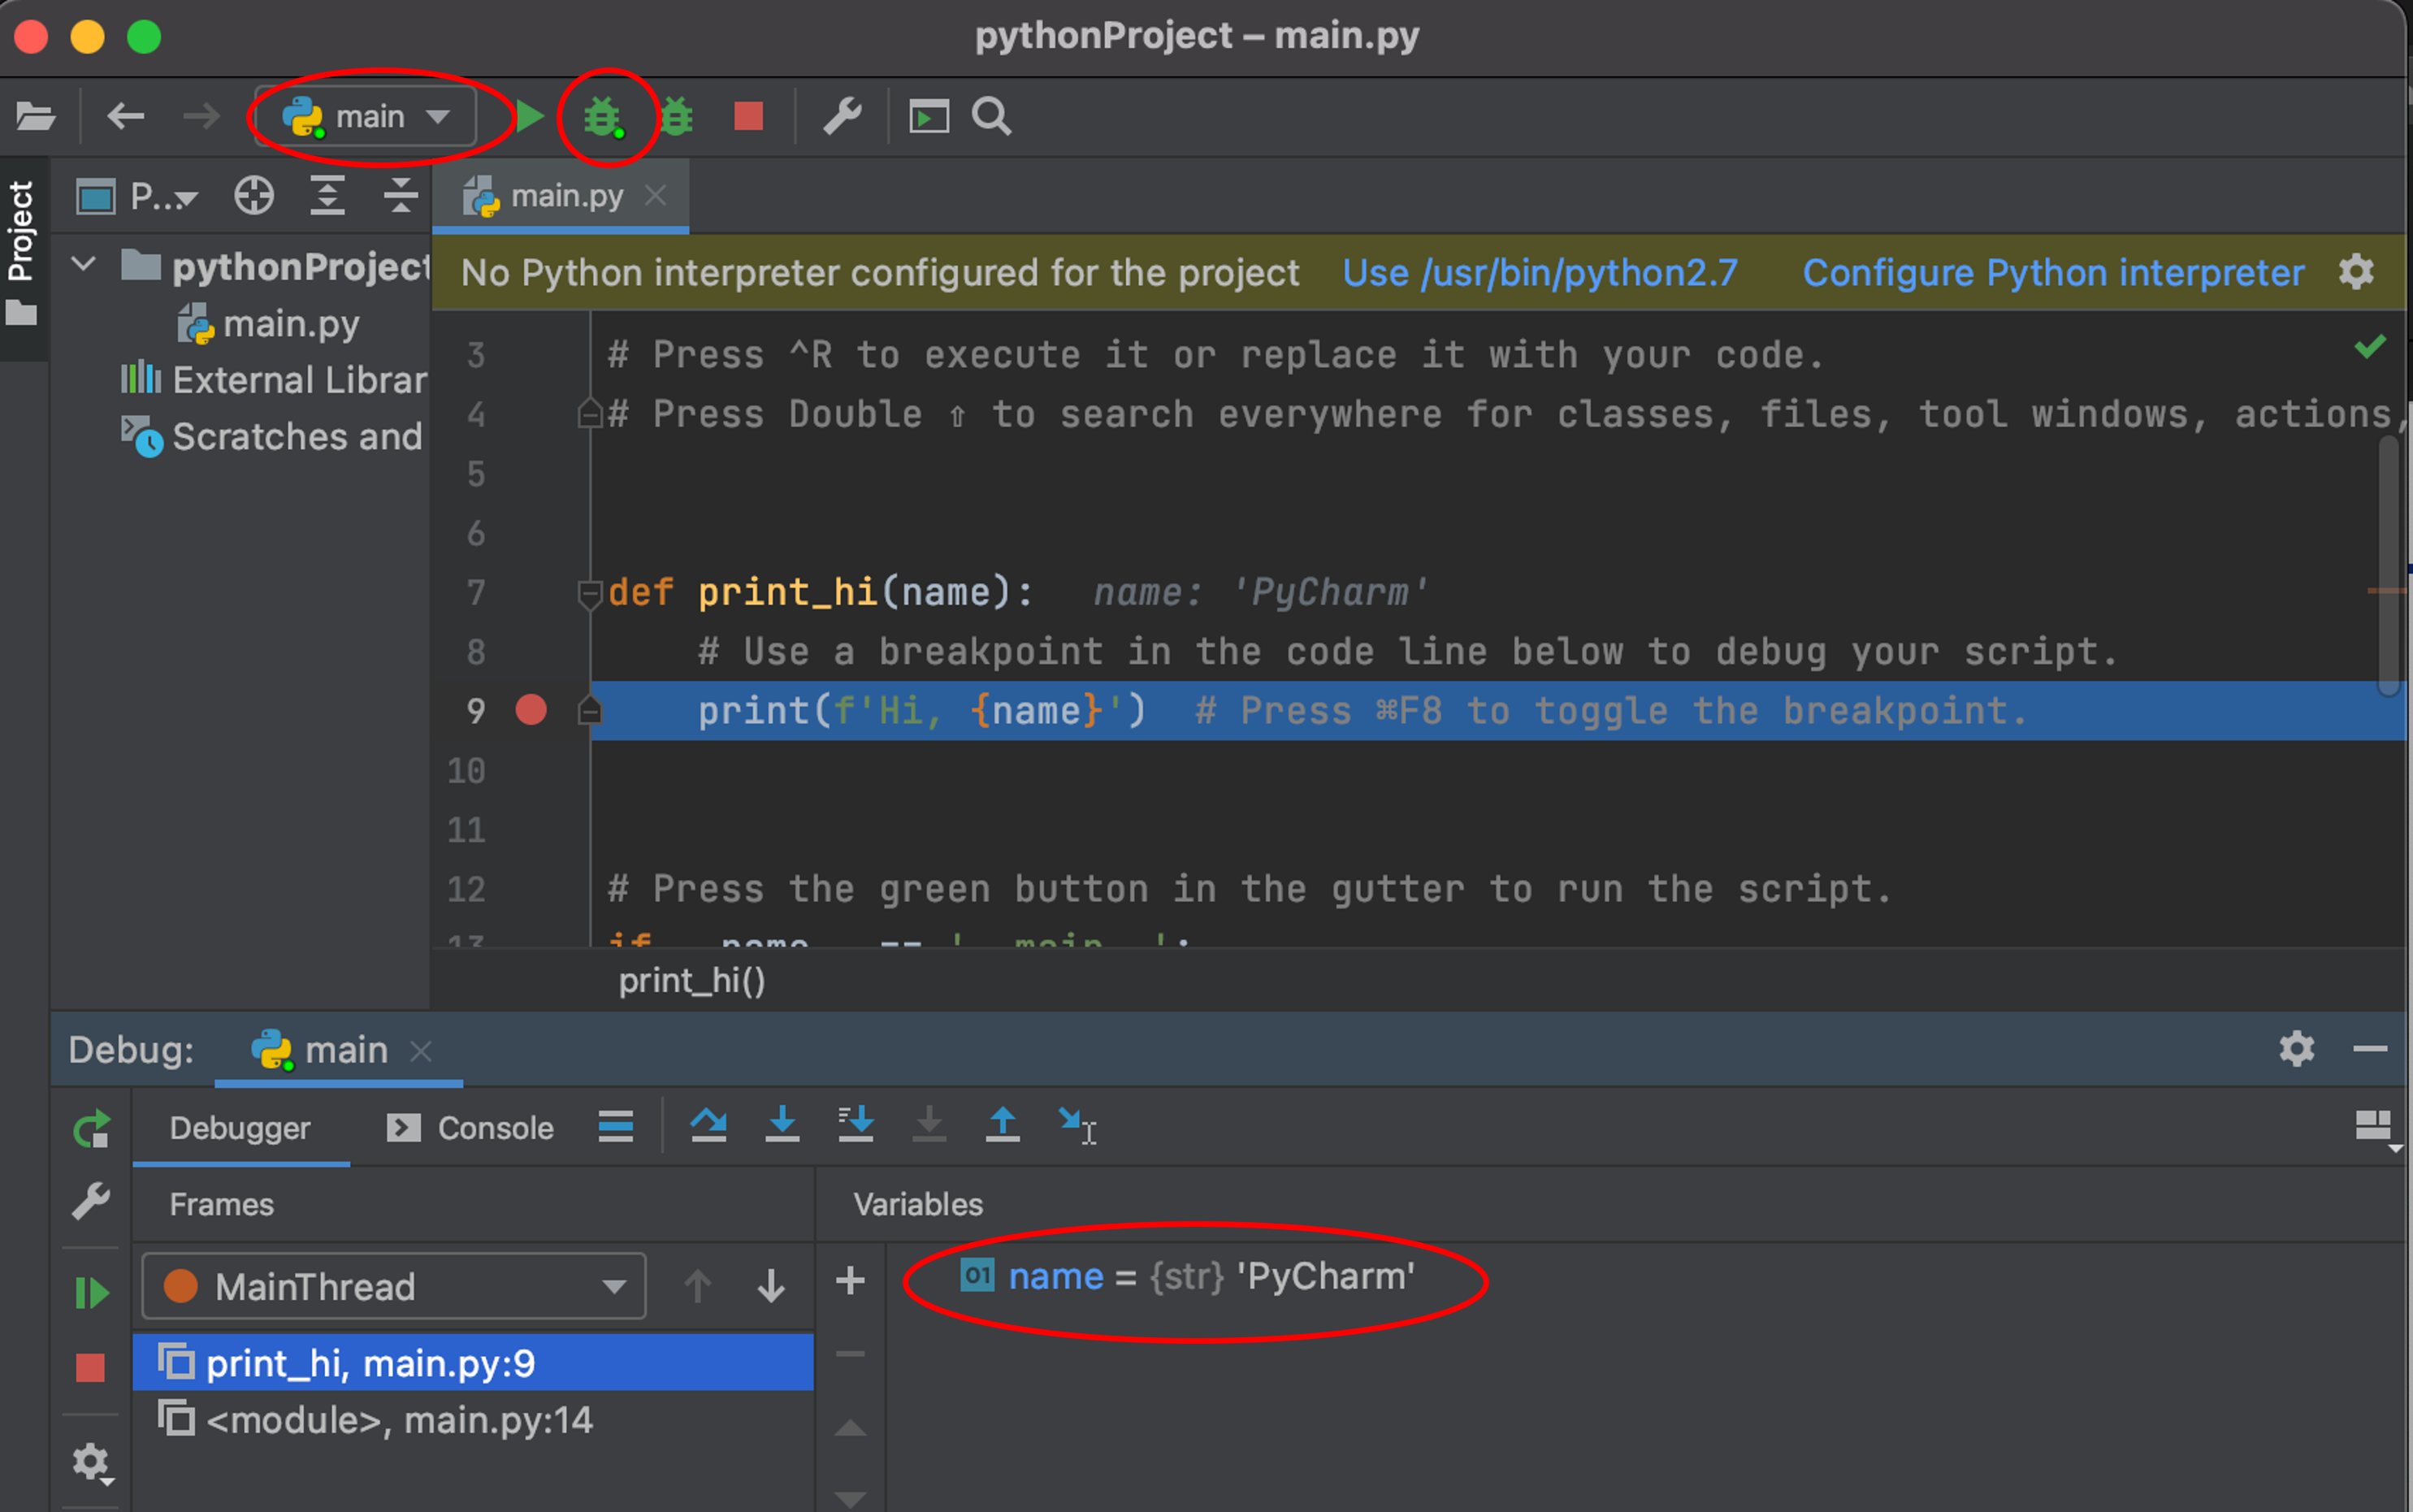 pythonProject – main.py
main
Project
P...
main.py
pythonProject
main.py
External Librar
Scratches and
No Python interpreter configured for the project Use /usr/bin/python2.7 Configure Python interpreter
3 # Press ^R to execute it or replace it with your code.
4 # Press Double ⇧ to search everywhere for classes, files, tool windows, actions,
5
6
7 def print_hi(name): name: 'PyCharm'
8 # Use a breakpoint in the code line below to debug your script.
9 print(f'Hi, {name}') # Press ⌘F8 to toggle the breakpoint.
10
11
12 # Press the green button in the gutter to run the script.
13 if __name__ == '__main__':
print_hi()
Debug: main
Debugger Console
Frames
Variables
MainThread
01 name = {str} 'PyCharm'
print_hi, main.py:9
<module>, main.py:14